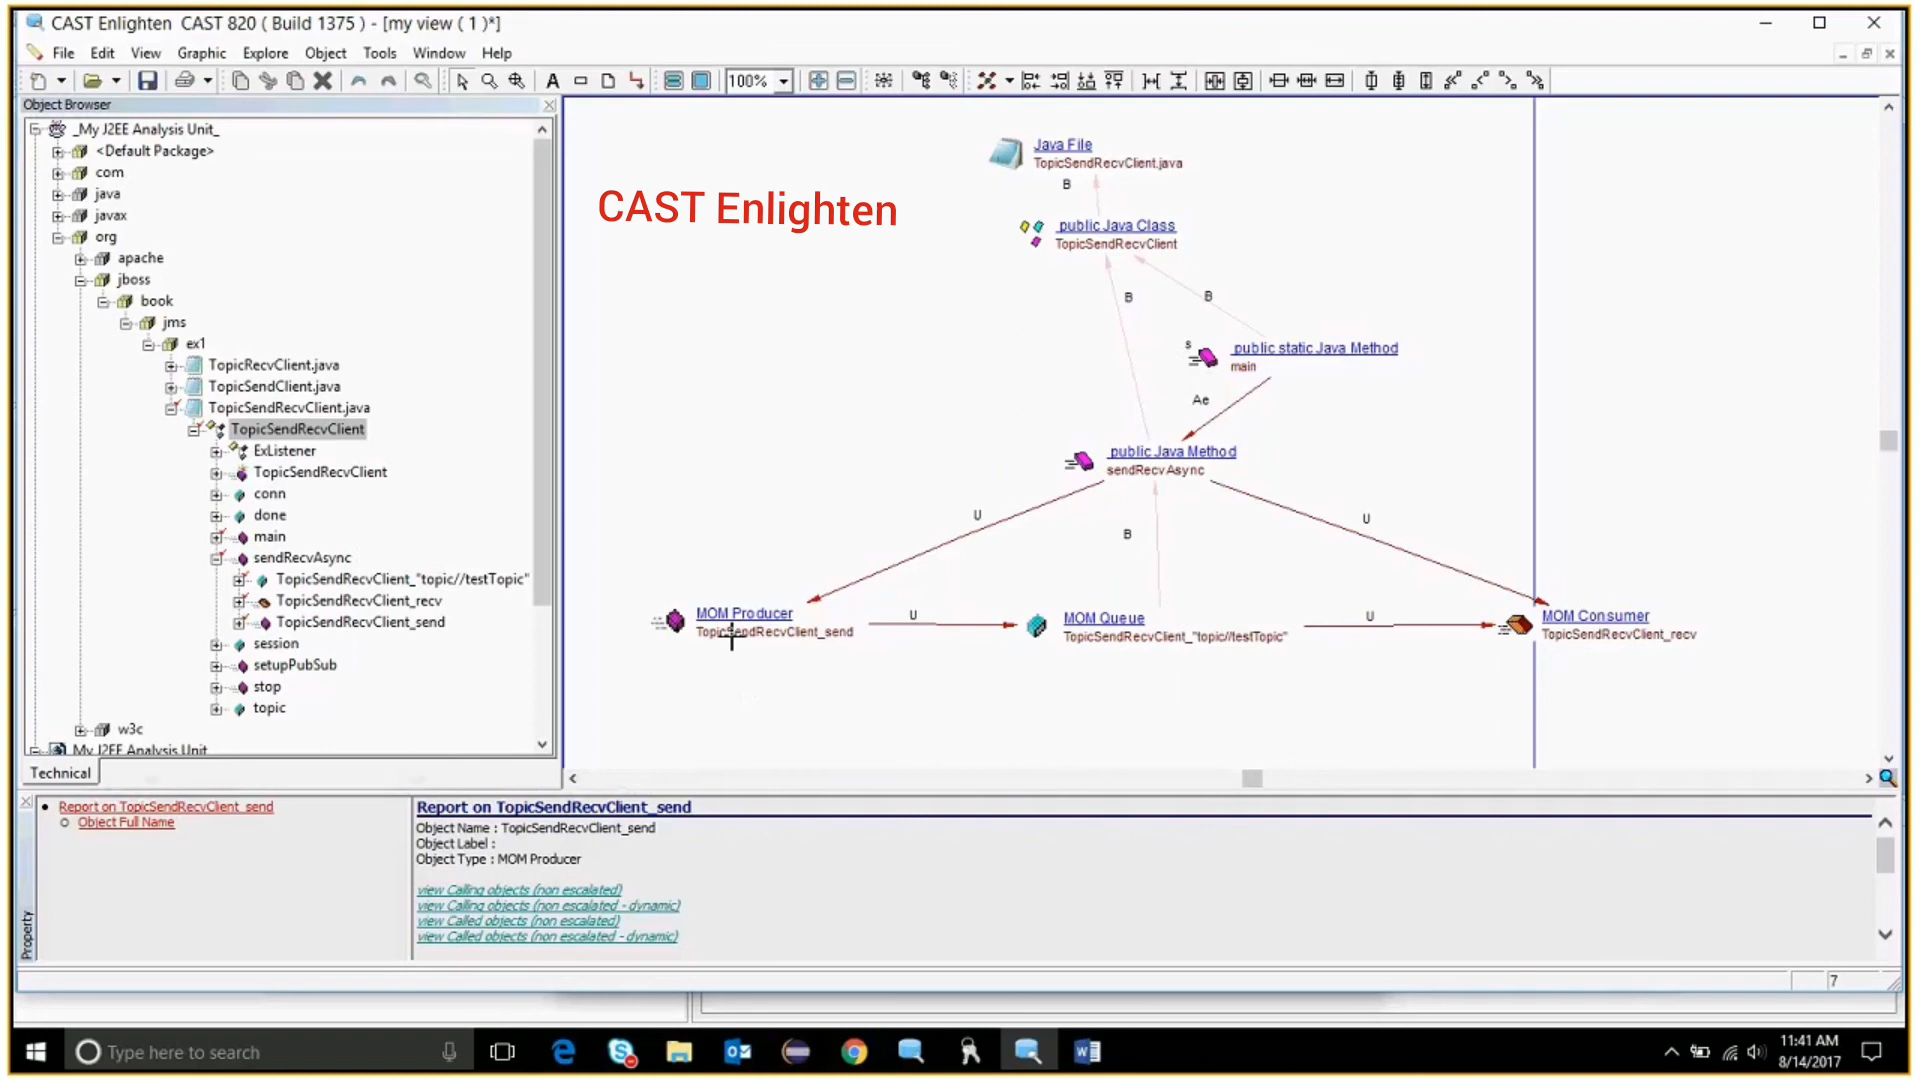 CAST Enlighten CAST 820 ( Build 1375 ) - [my view ( 1 )*]
File Edit View Graphic Explore Object Tools Window Help
A 100%
Object Browser
_My J2EE Analysis Unit_
<Default Package>
com
java
javax
org
apache
jboss
book
jms
ex1
TopicRecvClient.java
TopicSendClient.java
TopicSendRecvClient.java
TopicSendRecvClient
ExListener
TopicSendRecvClient
conn
done
main
sendRecvAsync
TopicSendRecvClient_"topic//testTopic"
TopicSendRecvClient_recv
TopicSendRecvClient_send
session
setupPubSub
stop
topic
w3c
My J2EE Analysis Unit
Technical
CAST Enlighten
Java File
TopicSendRecvClient.java
B
public Java Class
TopicSendRecvClient
B B
s public static Java Method
main
Ae
public Java Method
sendRecvAsync
U U
B
MOM Producer
TopicSendRecvClient_send
U
MOM Queue
TopicSendRecvClient_"topic//testTopic"
U
MOM Consumer
TopicSendRecvClient_recv
Property
Report on TopicSendRecvClient_send
Object Full Name
Report on TopicSendRecvClient_send
Object Name : TopicSendRecvClient_send
Object Label :
Object Type : MOM Producer
view Calling objects (non escalated)
view Calling objects (non escalated - dynamic)
view Called objects (non escalated)
view Called objects (non escalated - dynamic)
7
Type here to search
11:41 AM
8/14/2017